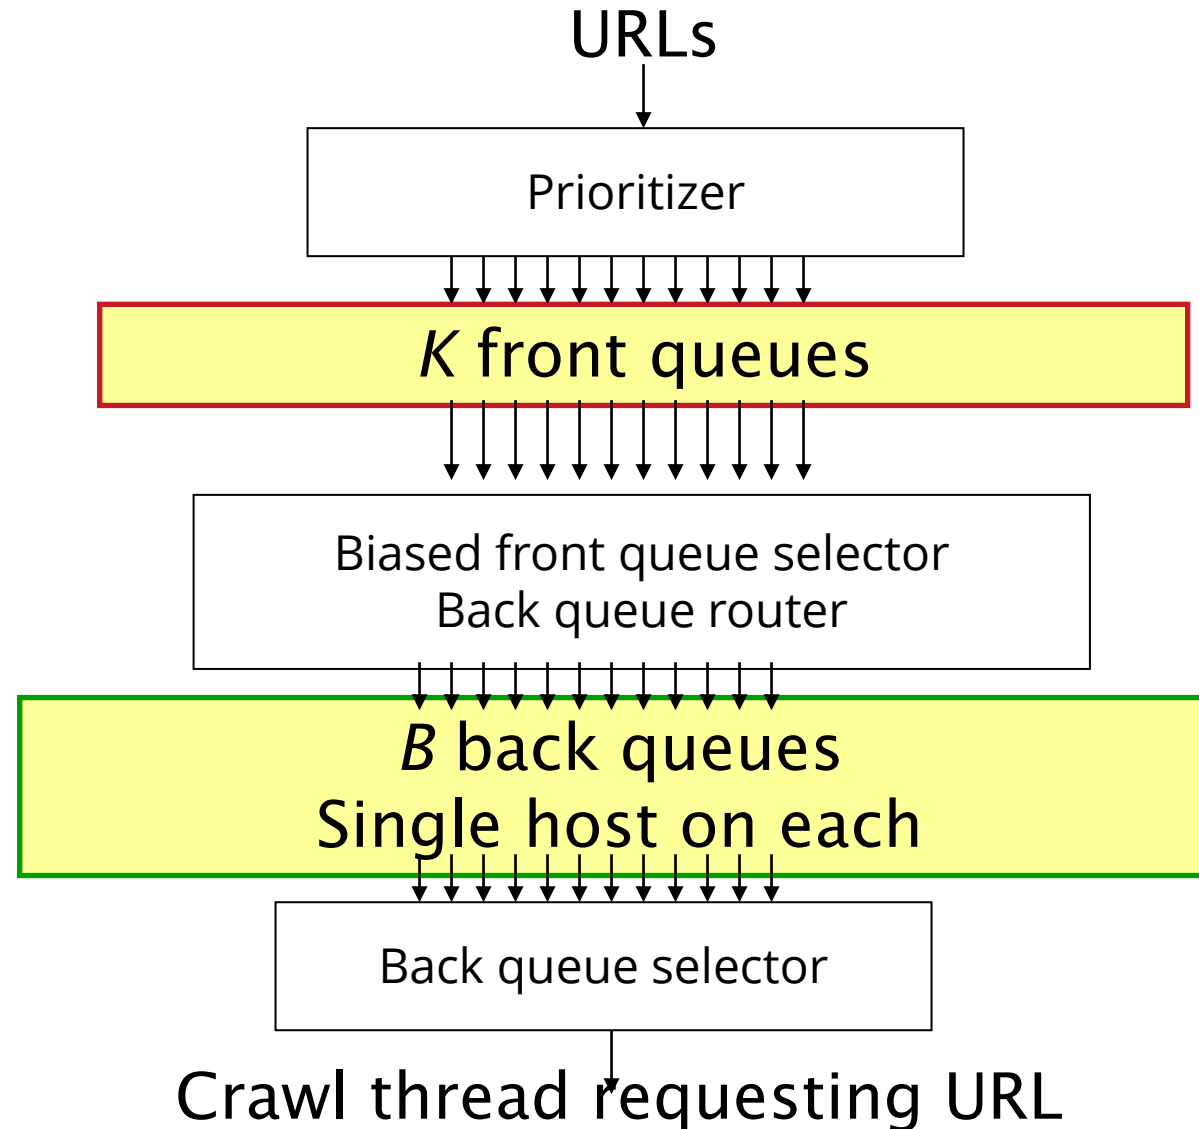 URLs
Prioritizer
K front queues
Biased front queue selector
Back queue router
B back queues
Single host on each
Back queue selector
Crawl thread requesting URL